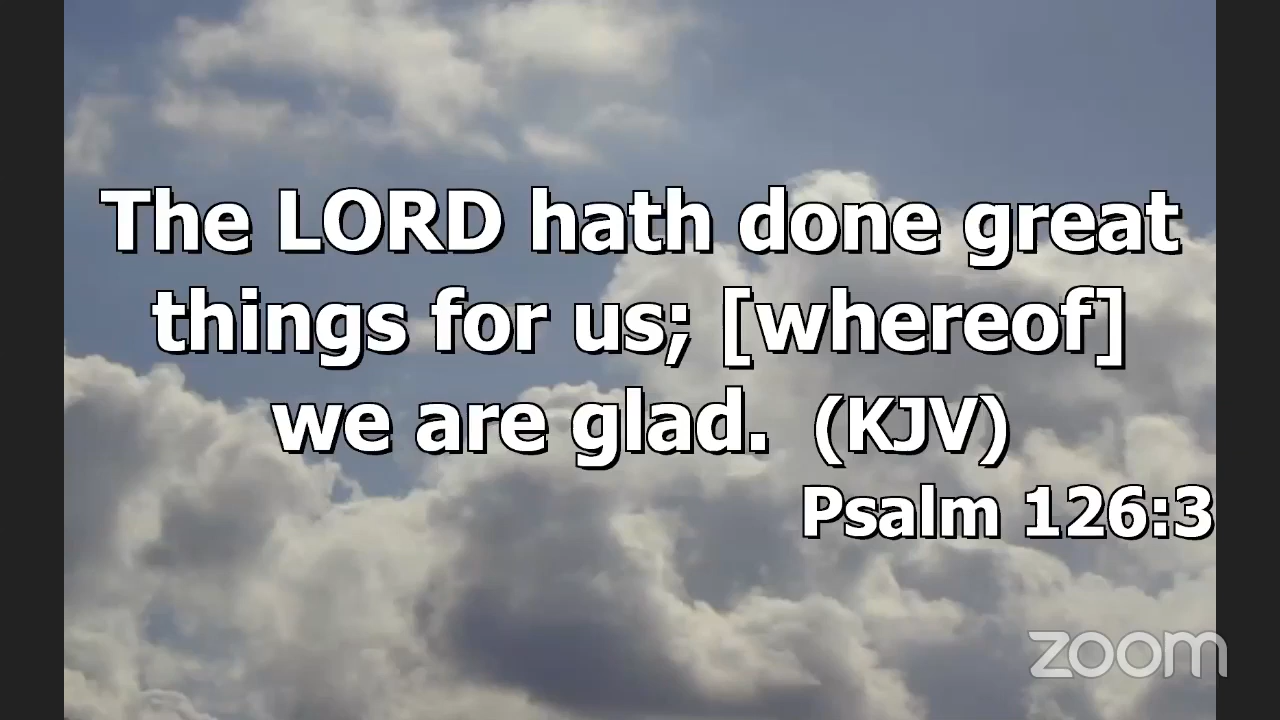 The LORD hath done great
things for us; [whereof]
we are glad. (KJV)
Psalm 126:3
zoom